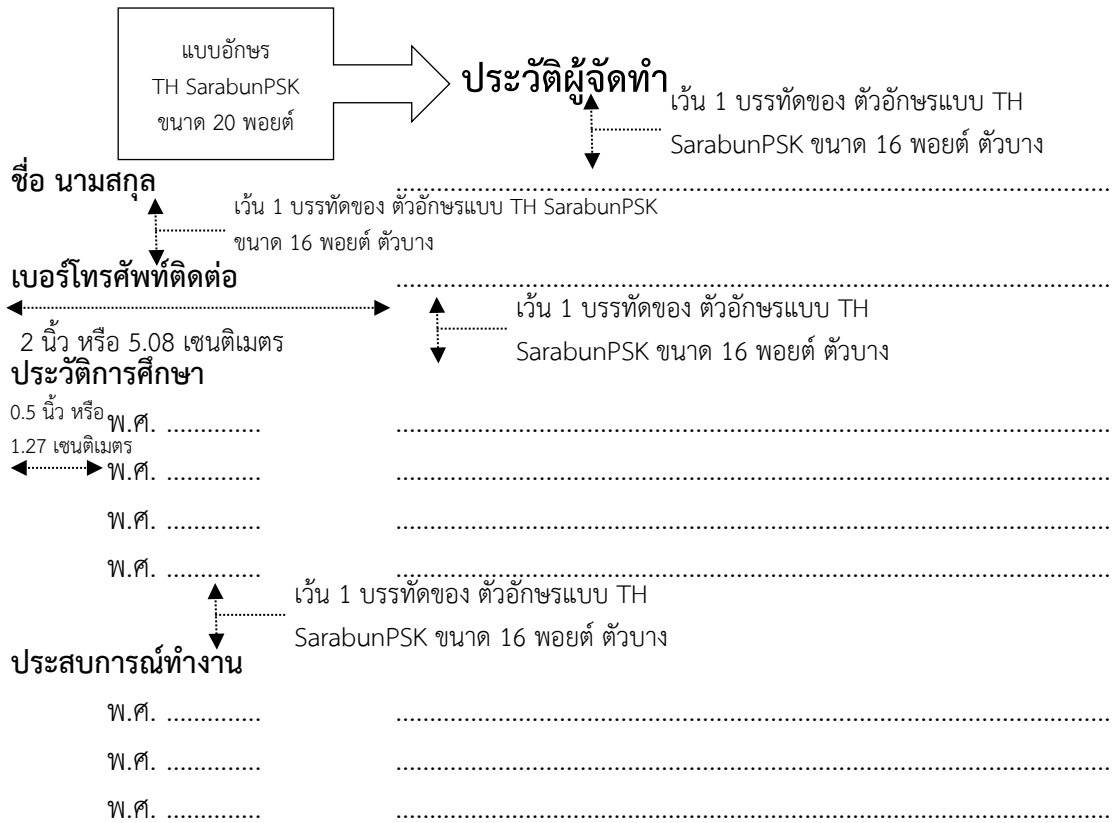 แบบอักษร
TH SarabunPSK
ขนาด 20 พอยต์
ประวัติผู้จัดทำ
เว้น 1 บรรทัดของ ตัวอักษรแบบ TH
SarabunPSK ขนาด 16 พอยต์ ตัวบาง
ชื่อ นามสกุล ................................................................................................
เว้น 1 บรรทัดของ ตัวอักษรแบบ TH SarabunPSK
ขนาด 16 พอยต์ ตัวบาง
เบอร์โทรศัพท์ติดต่อ ................................................................................................
เว้น 1 บรรทัดของ ตัวอักษรแบบ TH
SarabunPSK ขนาด 16 พอยต์ ตัวบาง
2 นิ้ว หรือ 5.08 เซนติเมตร
ประวัติการศึกษา
0.5 นิ้ว หรือ
1.27 เซนติเมตร
พ.ศ. .............. ................................................................................................
พ.ศ. .............. ................................................................................................
พ.ศ. .............. ................................................................................................
พ.ศ. .............. ................................................................................................
เว้น 1 บรรทัดของ ตัวอักษรแบบ TH
SarabunPSK ขนาด 16 พอยต์ ตัวบาง
ประสบการณ์ทำงาน
พ.ศ. .............. ................................................................................................
พ.ศ. .............. ................................................................................................
พ.ศ. .............. ................................................................................................